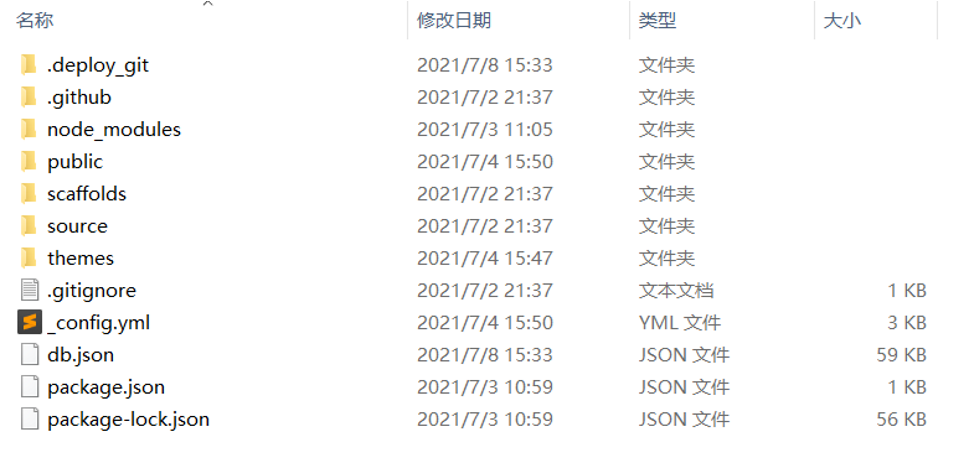 名称 修改日期 类型 大小
.deploy_git 2021/7/8 15:33 文件夹
.github 2021/7/2 21:37 文件夹
node_modules 2021/7/3 11:05 文件夹
public 2021/7/4 15:50 文件夹
scaffolds 2021/7/2 21:37 文件夹
source 2021/7/2 21:37 文件夹
themes 2021/7/4 15:47 文件夹
.gitignore 2021/7/2 21:37 文本文档 1 KB
_config.yml 2021/7/4 15:50 YML 文件 3 KB
db.json 2021/7/8 15:33 JSON 文件 59 KB
package.json 2021/7/3 10:59 JSON 文件 1 KB
package-lock.json 2021/7/3 10:59 JSON 文件 56 KB